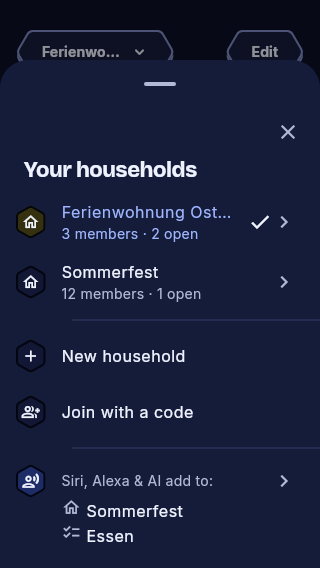 Ferienwo...
Edit
Your households
Ferienwohnung Ost...
3 members · 2 open
Sommerfest
12 members · 1 open
New household
Join with a code
Siri, Alexa & AI add to:
Sommerfest
Essen